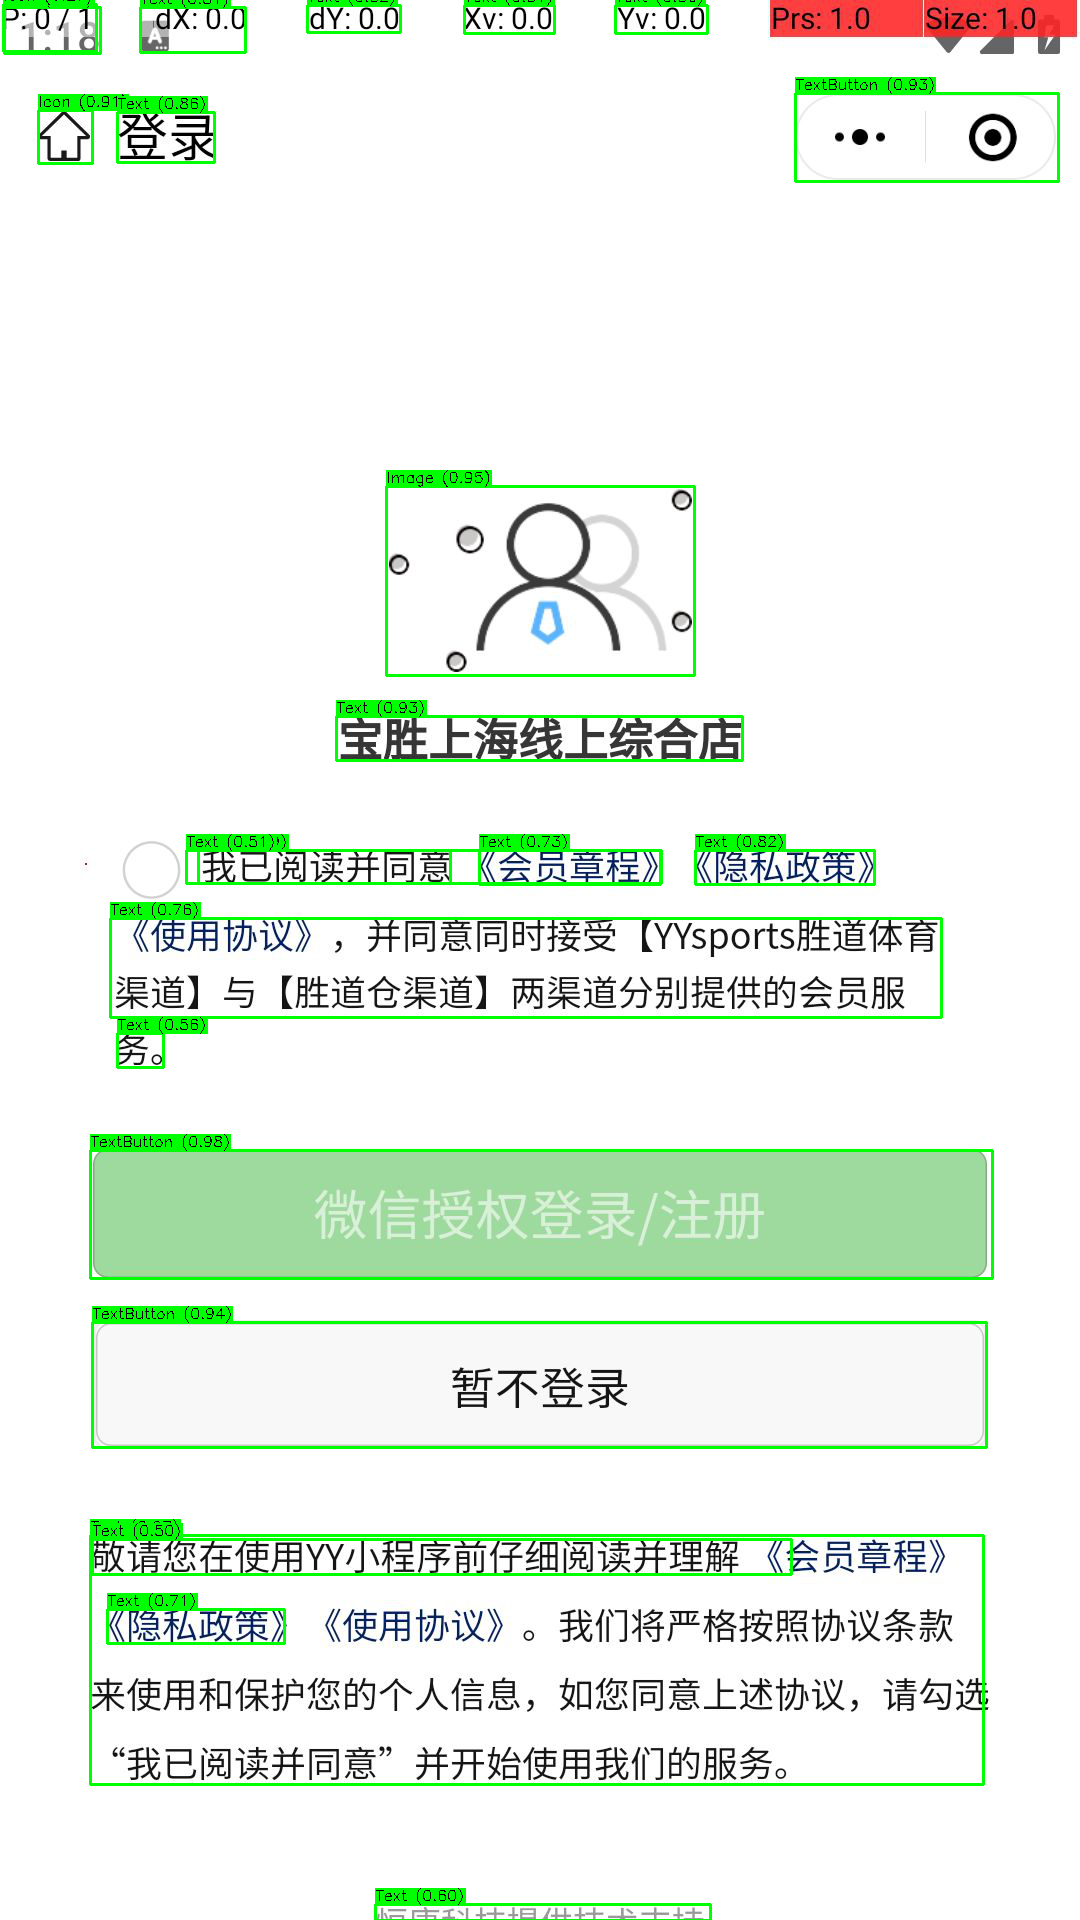 P: 0 / 1 dX: 0.0 dY: 0.0 Xv: 0.0 Yv: 0.0 Prs: 1.0 Size: 1.0
1:18
TextButton (0.93)
Icon (0.91) Text (0.86)
登录
Image (0.95)
Text (0.93)
宝胜上海线上综合店
Text (0.51) Text (0.73) Text (0.82)
我已阅读并同意《会员章程》《隐私政策》
Text (0.76)
《使用协议》，并同意同时接受【YYsports胜道体育
渠道】与【胜道仓渠道】两渠道分别提供的会员服
Text (0.56)
务。
TextButton (0.98)
微信授权登录/注册
TextButton (0.94)
暂不登录
Text (0.50)
敬请您在使用YY小程序前仔细阅读并理解《会员章程》
Text (0.71)
《隐私政策》《使用协议》。我们将严格按照协议条款
来使用和保护您的个人信息，如您同意上述协议，请勾选
“我已阅读并同意”并开始使用我们的服务。
Text (0.60)